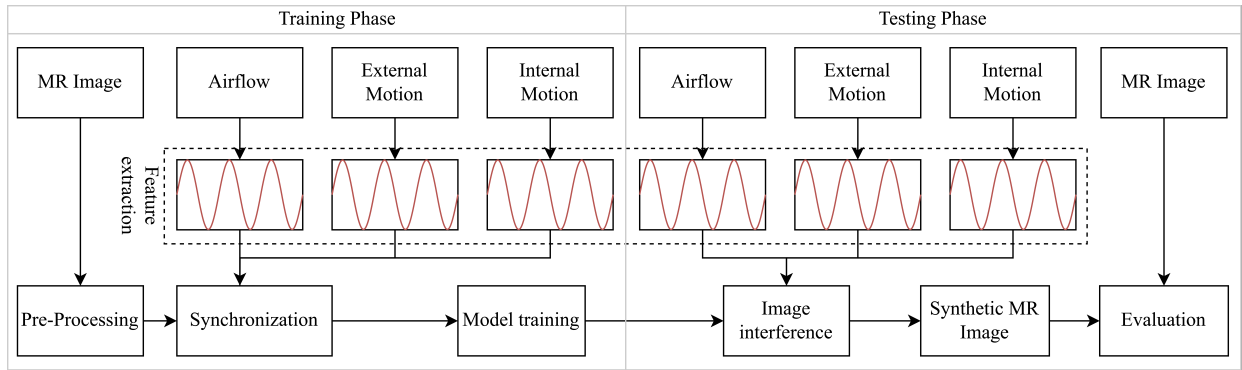 Training Phase
Testing Phase
MR Image
Airflow
External
Motion
Internal
Motion
Airflow
External
Motion
Internal
Motion
MR Image
Feature
extraction
Pre-Processing
Synchronization
Model training
Image
interference
Synthetic MR
Image
Evaluation